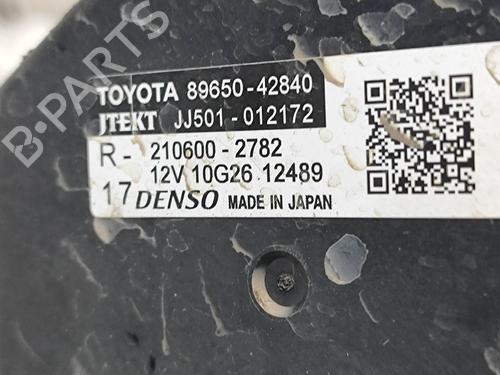 B-PARTS
TOYOTA 89650-42840
JTEKT JJ501-012172
R- 210600-2782
12V 10G26 12489
17 DENSO MADE IN JAPAN